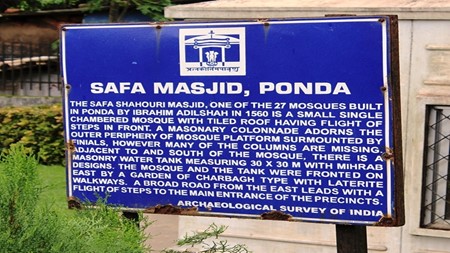 SAFA MASJID, PONDA
THE SAFA SHAHOURI MASJID, ONE OF THE 27 MOSQUES BUILT
IN PONDA BY IBRAHIM ADILSHAH IN 1560 IS A SMALL SINGLE
CHAMBERED MOSQUE WITH TILED ROOF HAVING FLIGHT OF
STEPS IN FRONT. A MASONARY COLONNADE ADORNS THE
OUTER PERIPHERY OF MOSQUE PLATFORM SURMOUNTED BY
FINIALS, HOWEVER MANY OF THE COLUMNS ARE MISSING.
ADJACENT TO AND SOUTH OF THE MOSQUE, THERE IS A
MASONRY WATER TANK MEASURING 30 X 30 M WITH MIHRAB
DESIGNS. THE MOSQUE AND THE TANK WERE FRONTED ON
EAST BY A GARDEN OF CHARBAGH TYPE WITH LATERITE
WALKWAYS. A BROAD ROAD FROM THE EAST LEADS WITH A
FLIGHT OF STEPS TO THE MAIN ENTRANCE OF THE PRECINCTS.
ARCHAEOLOGICAL SURVEY OF INDIA